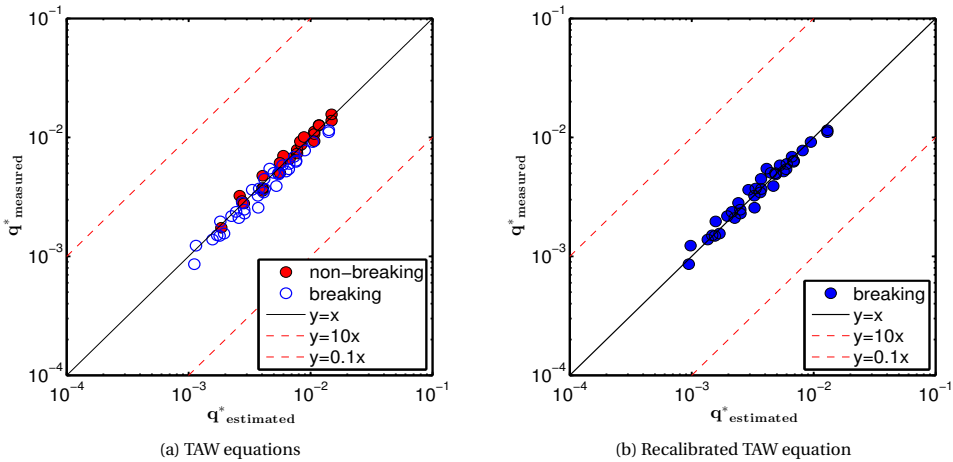 10⁻¹
10⁻²
10⁻³
10⁻⁴
q* measured
non−breaking
breaking
y=x
y=10x
y=0.1x
10⁻⁴ 10⁻³ 10⁻² 10⁻¹
q* estimated
(a) TAW equations
10⁻¹
10⁻²
10⁻³
10⁻⁴
q* measured
breaking
y=x
y=10x
y=0.1x
10⁻⁴ 10⁻³ 10⁻² 10⁻¹
q* estimated
(b) Recalibrated TAW equation